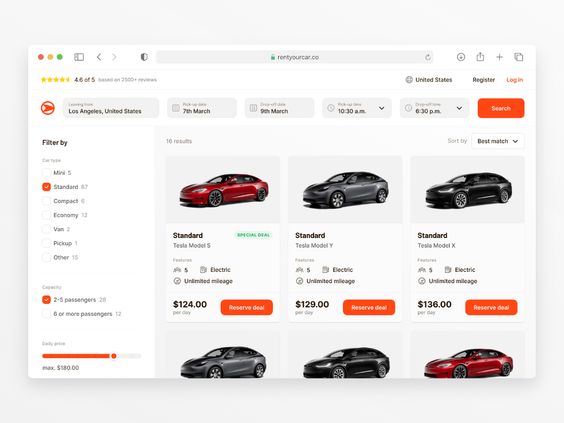 rentyourcar.co
4.6 of 5 based on 2500+ reviews
United States
Register
Log in
Leaving from
Los Angeles, United States
Pick-up date
7th March
Drop-off date
9th March
Pick-up date
10:30 a.m.
Drop-off time
6:30 p.m.
Search
Filter by
Car type
Mini 5
Standard 87
Compact 6
Economy 12
Van 2
Pickup 1
Other 15
Capacity
2-5 passengers 28
6 or more passengers 12
Daily price
max. $180.00
16 results
Sort by
Best match
Standard
SPECIAL DEAL
Tesla Model S
Features
5
Electric
Unlimited mileage
$124.00
per day
Reserve deal
Standard
Tesla Model Y
Features
5
Electric
Unlimited mileage
$129.00
per day
Reserve deal
Standard
Tesla Model X
Features
5
Electric
Unlimited mileage
$136.00
per day
Reserve deal